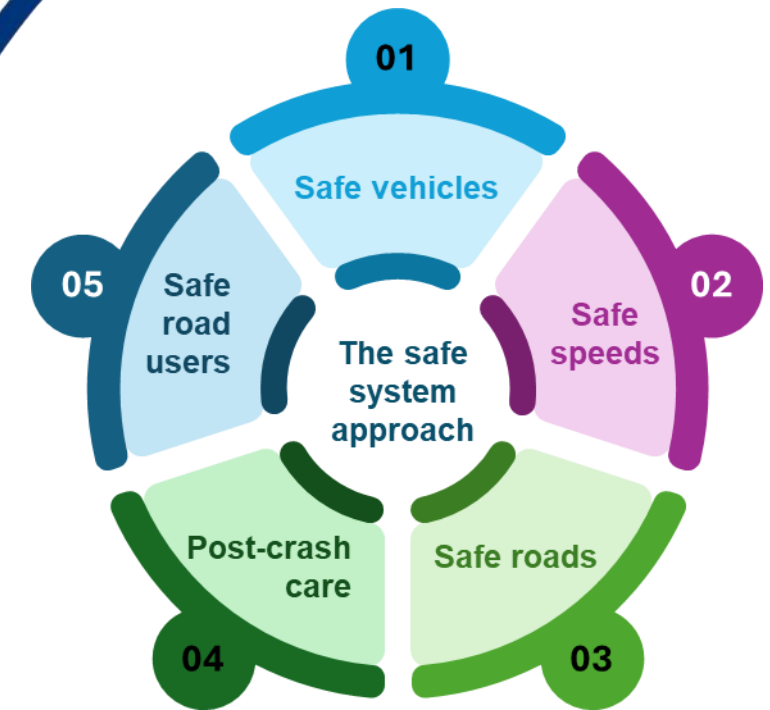 01
Safe vehicles
02
Safe
speeds
03
Safe roads
04
Post-crash
care
05
Safe
road
users
The safe
system
approach